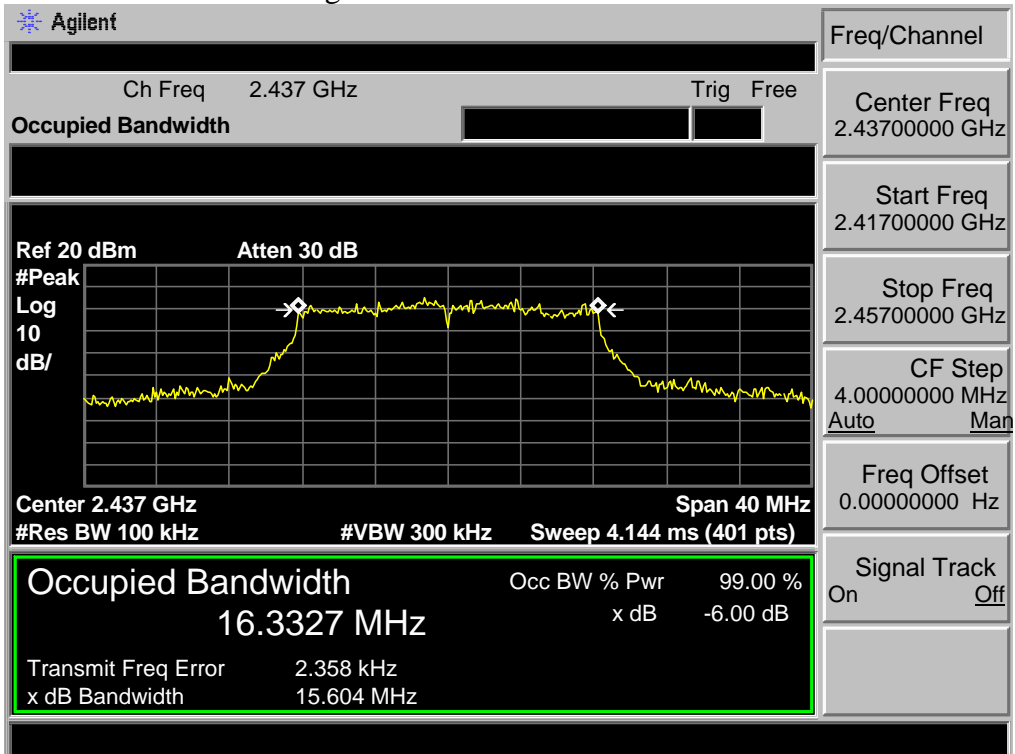 Agilent
Freq/Channel
Ch Freq 2.437 GHz Trig Free
Occupied Bandwidth
Center Freq
2.43700000 GHz
Start Freq
2.41700000 GHz
Stop Freq
2.45700000 GHz
CF Step
4.00000000 MHz
Auto Man
Freq Offset
0.00000000 Hz
Signal Track
On Off
Ref 20 dBm Atten 30 dB
#Peak
Log
10
dB/
Center 2.437 GHz Span 40 MHz
#Res BW 100 kHz #VBW 300 kHz Sweep 4.144 ms (401 pts)
Occupied Bandwidth Occ BW % Pwr 99.00 %
16.3327 MHz x dB -6.00 dB
Transmit Freq Error 2.358 kHz
x dB Bandwidth 15.604 MHz